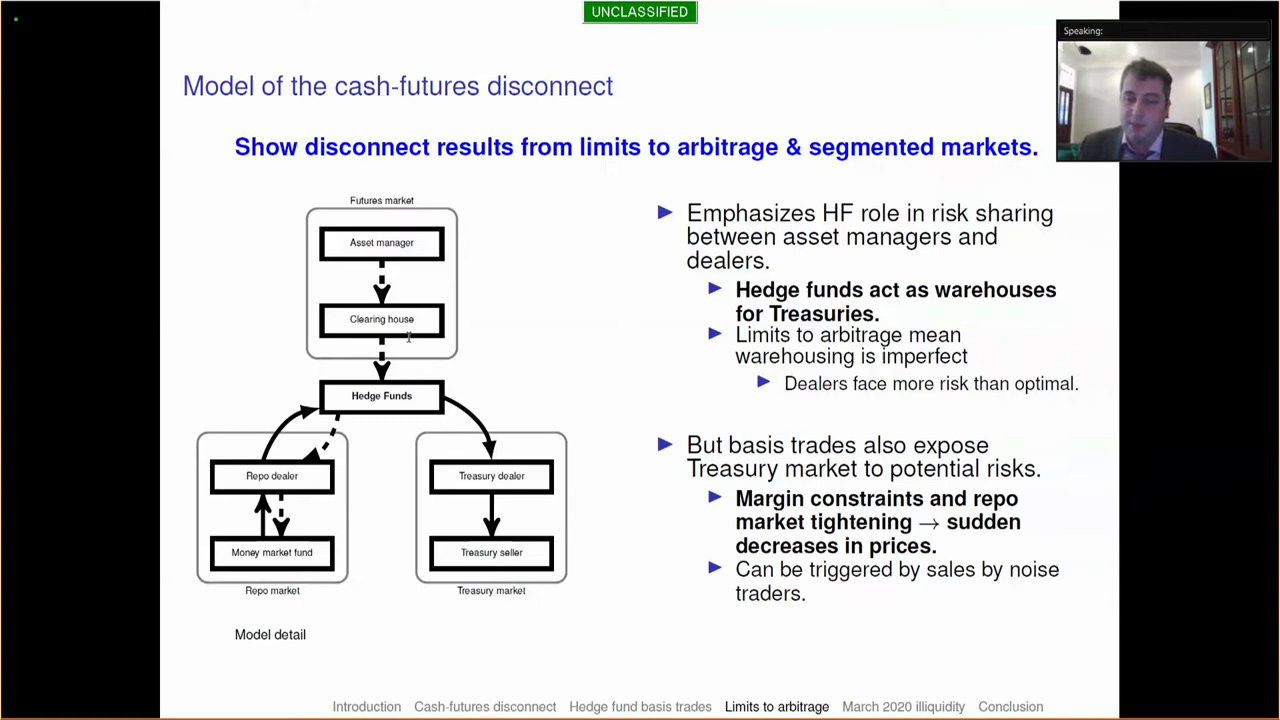 UNCLASSIFIED
Speaking:
Model of the cash-futures disconnect
Show disconnect results from limits to arbitrage & segmented markets.
Futures market
Asset manager
Clearing house
Hedge Funds
Repo dealer
Money market fund
Repo market
Treasury dealer
Treasury seller
Treasury market
Model detail
Emphasizes HF role in risk sharing
between asset managers and
dealers.
Hedge funds act as warehouses
for Treasuries.
Limits to arbitrage mean
warehousing is imperfect
Dealers face more risk than optimal.
But basis trades also expose
Treasury market to potential risks.
Margin constraints and repo
market tightening → sudden
decreases in prices.
Can be triggered by sales by noise
traders.
Introduction Cash-futures disconnect Hedge fund basis trades Limits to arbitrage March 2020 illiquidity Conclusion